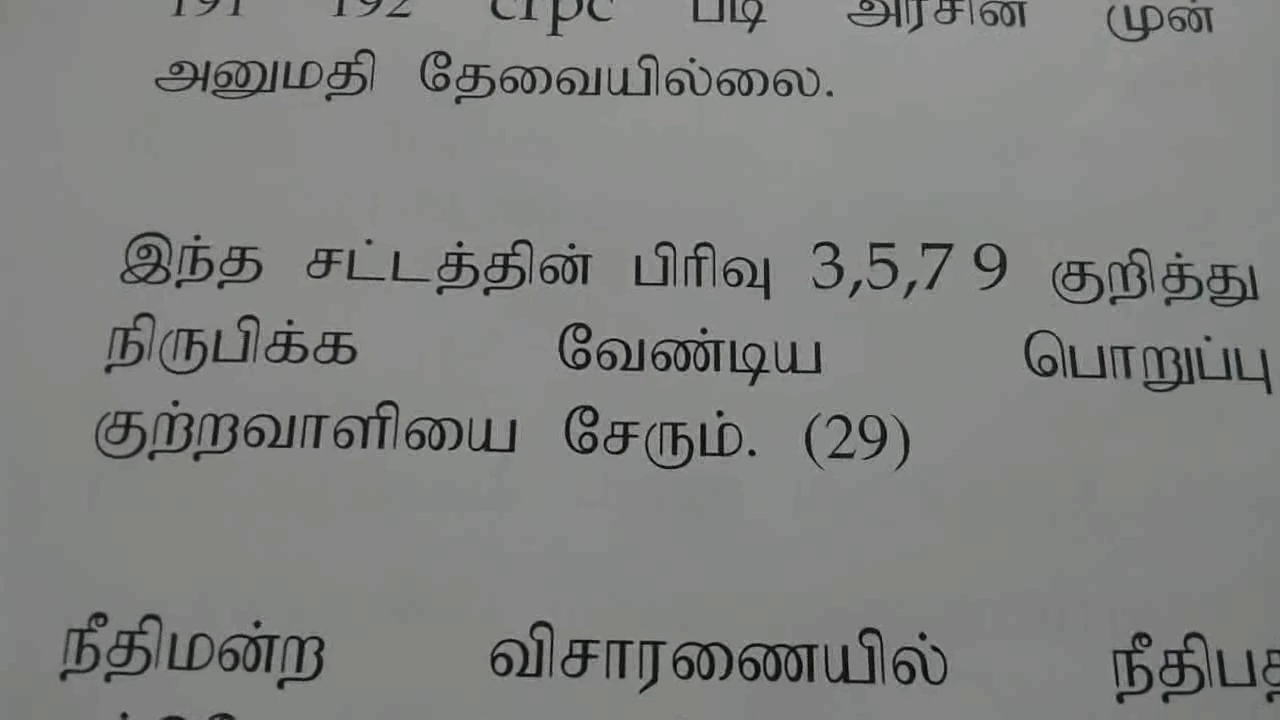 191 192 crpc படி அரசின் முன்
அனுமதி தேவையில்லை.
இந்த சட்டத்தின் பிரிவு 3,5,7 9 குறித்து
நிருபிக்க வேண்டிய பொறுப்பு
குற்றவாளியை சேரும். (29)
நீதிமன்ற விசாரணையில்